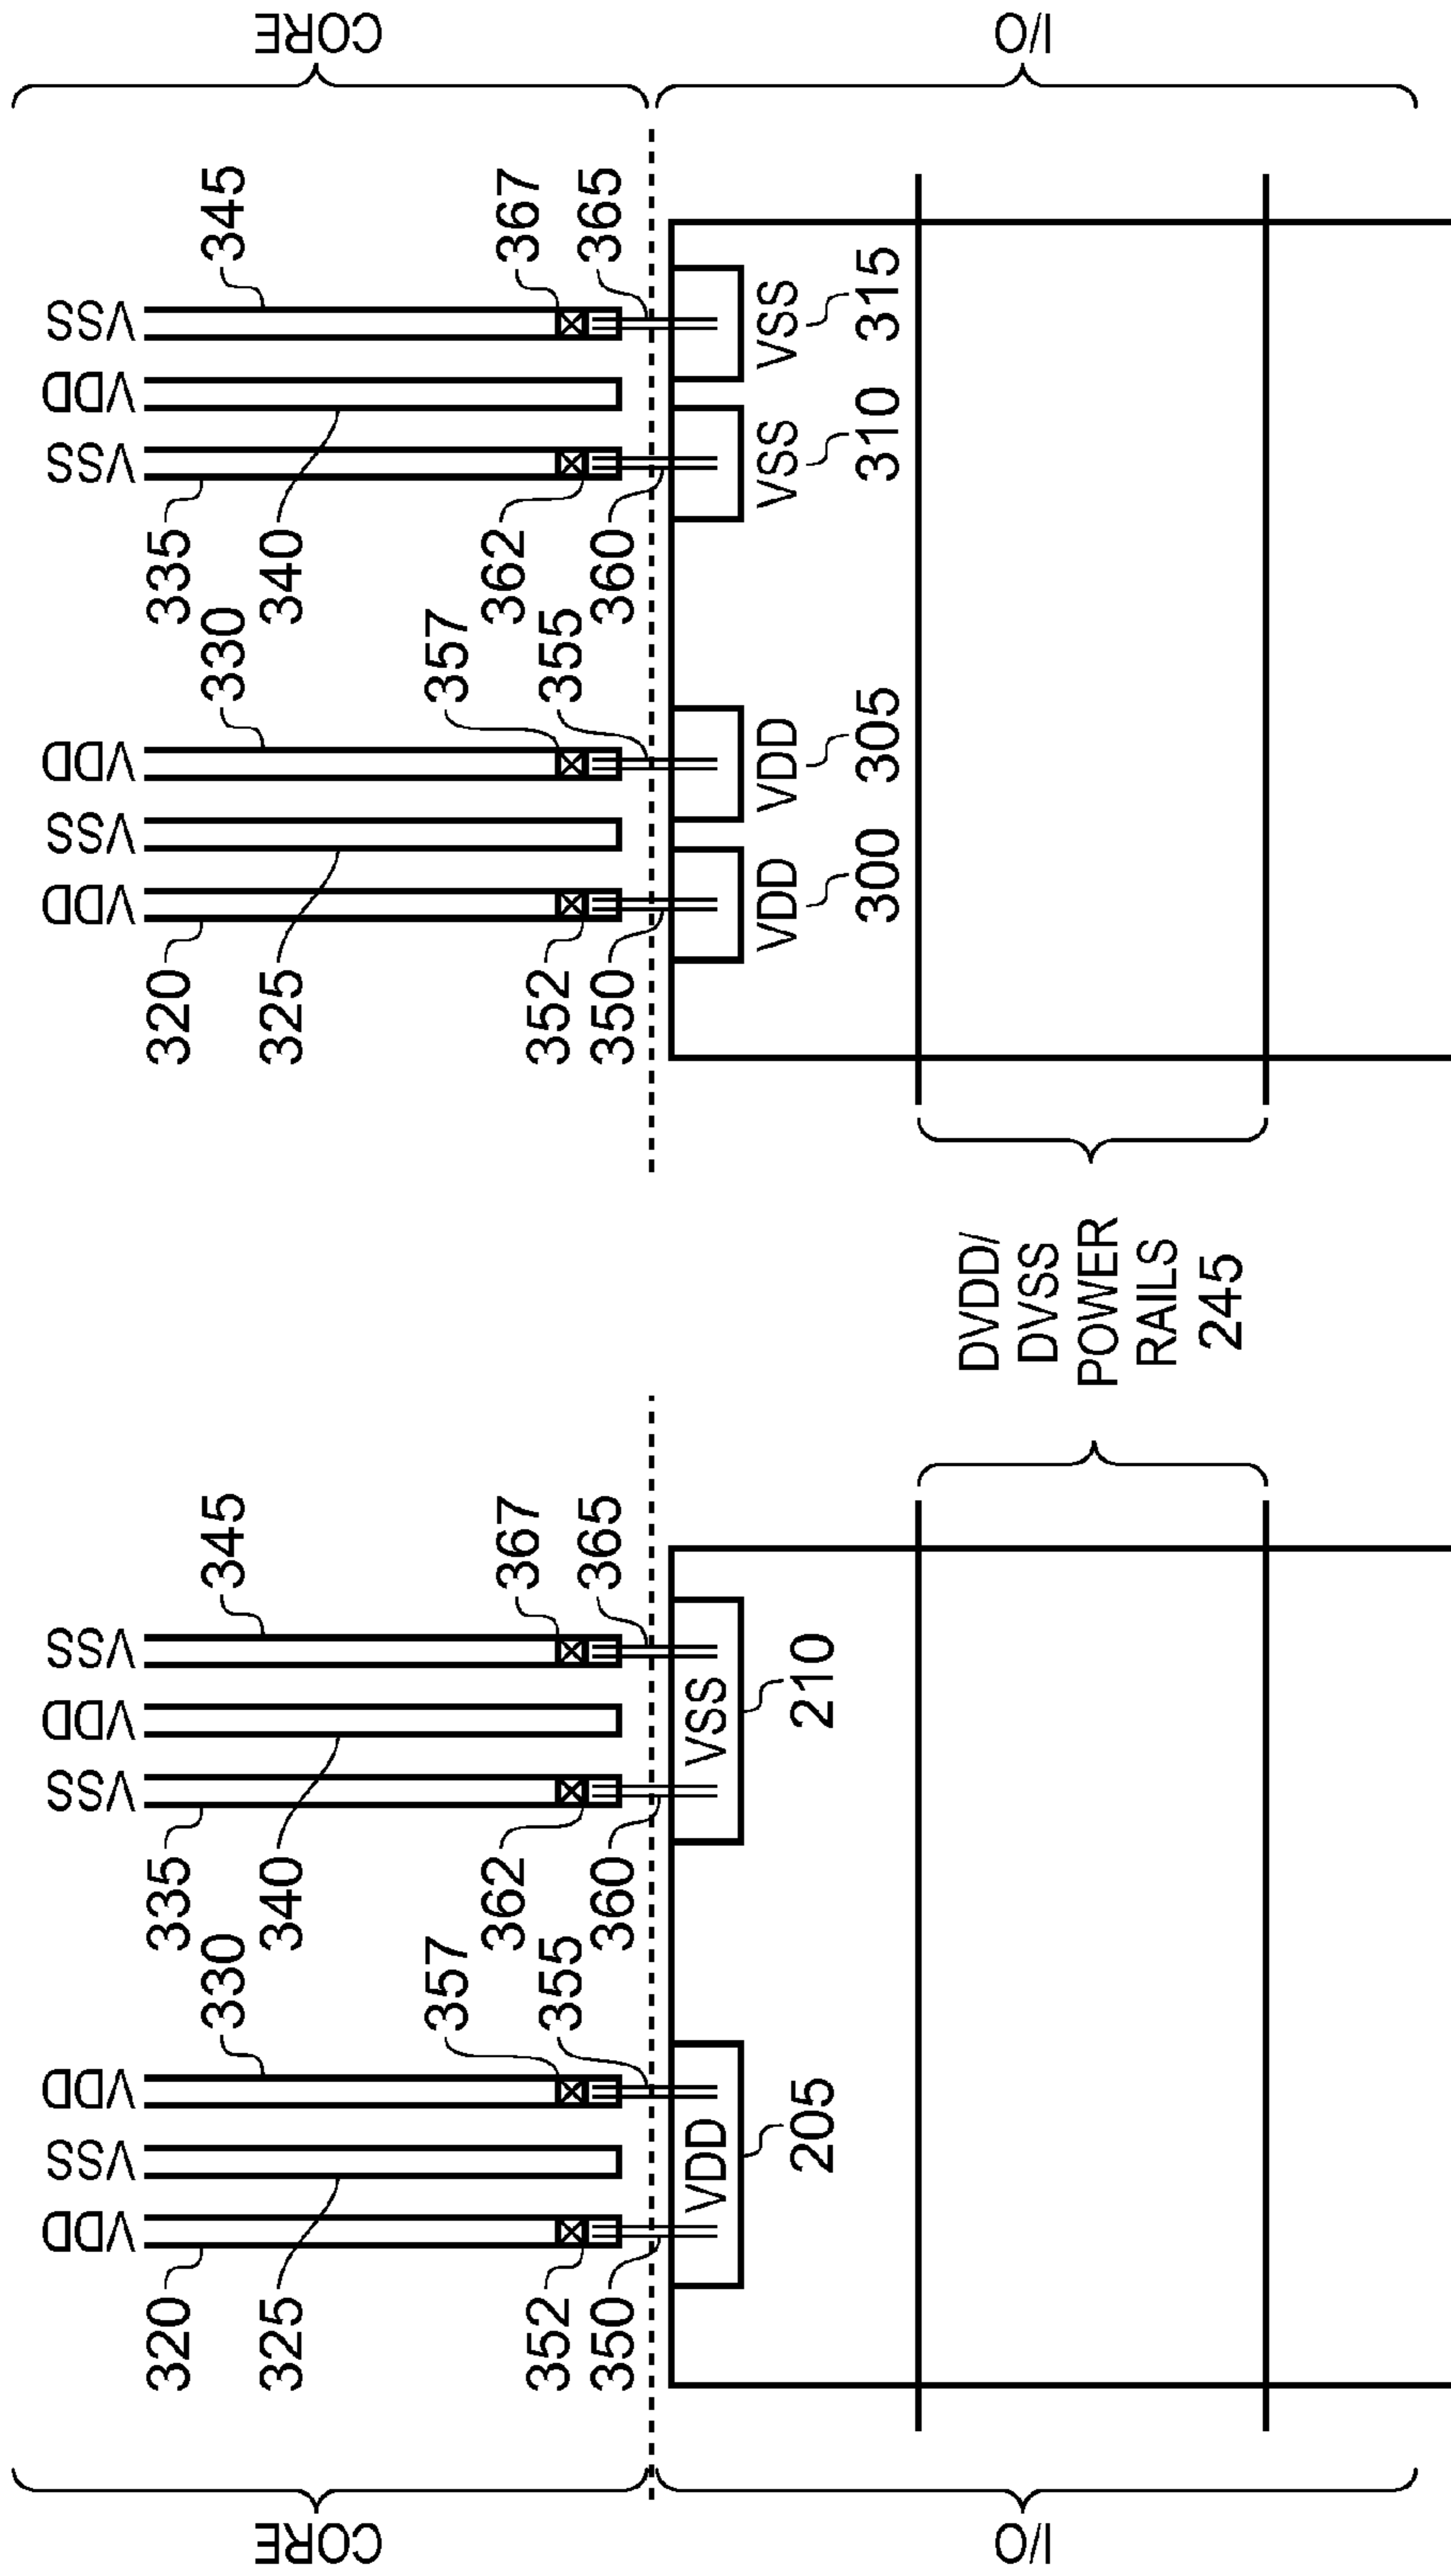 CORE
VDD
VSS
VDD
VSS
VDD
VSS
320
325
330
335
340
345
352
350
357
355
362
360
367
365
VDD
205
VSS
210
I/O
DVDD/
DVSS
POWER
RAILS
245
CORE
VDD
VSS
VDD
VSS
VDD
VSS
320
325
330
335
340
345
352
350
357
355
362
360
367
365
VDD
300
VDD
305
VSS
310
VSS
315
I/O